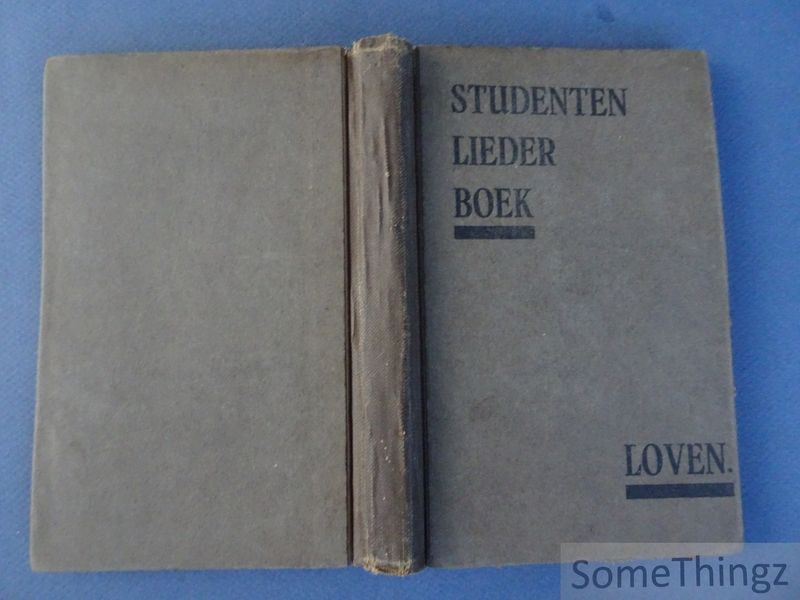 STUDENTEN
LIEDER
BOEK
LOVEN.
SomeThingz